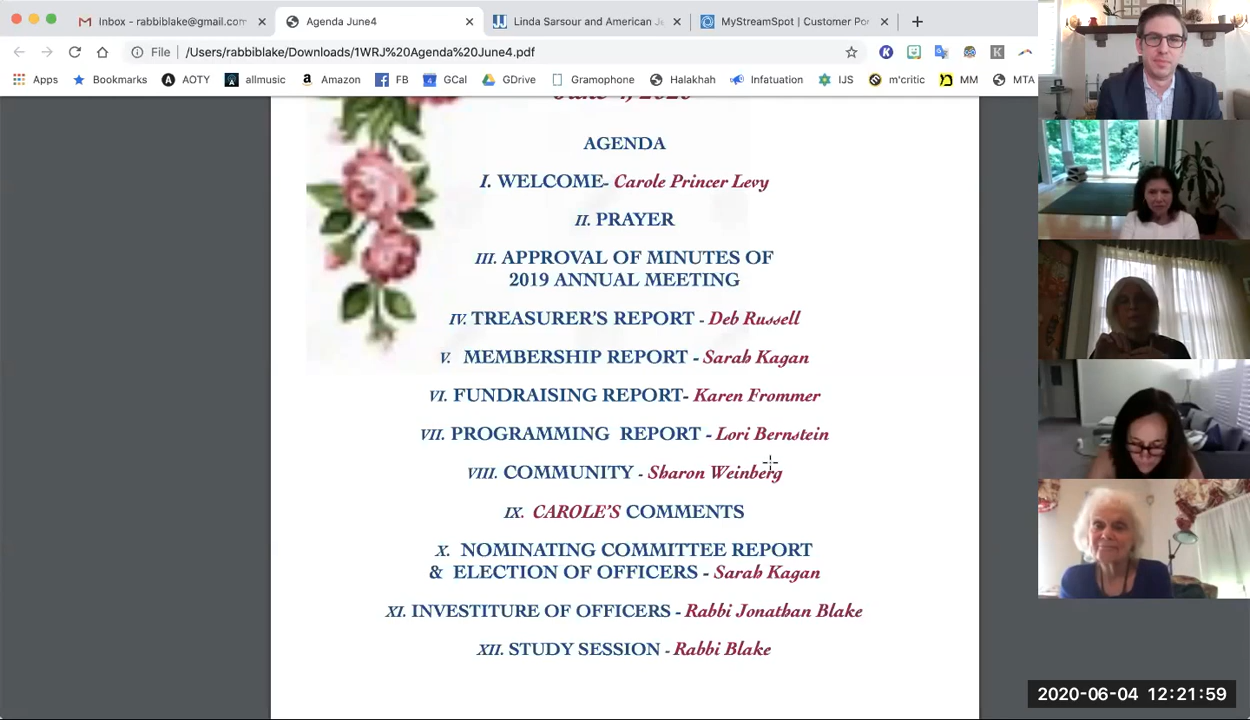 Inbox - rabbiblake@gmail.com
Agenda June4
Linda Sarsour and American Je
MyStreamSpot | Customer Por
File
/Users/rabbiblake/Downloads/1WRJ%20Agenda%20June4.pdf
Apps Bookmarks AOTY allmusic Amazon FB GCal GDrive Gramophone Halakhah Infatuation IJS m'critic MM MTA
June 4, 2020
AGENDA
I. WELCOME- Carole Princer Levy
II. PRAYER
III. APPROVAL OF MINUTES OF
2019 ANNUAL MEETING
IV. TREASURER'S REPORT - Deb Russell
V. MEMBERSHIP REPORT - Sarah Kagan
VI. FUNDRAISING REPORT- Karen Frommer
VII. PROGRAMMING REPORT - Lori Bernstein
VIII. COMMUNITY - Sharon Weinberg
IX. CAROLE'S COMMENTS
X. NOMINATING COMMITTEE REPORT
& ELECTION OF OFFICERS - Sarah Kagan
XI. INVESTITURE OF OFFICERS - Rabbi Jonathan Blake
XII. STUDY SESSION - Rabbi Blake
2020-06-04 12:21:59